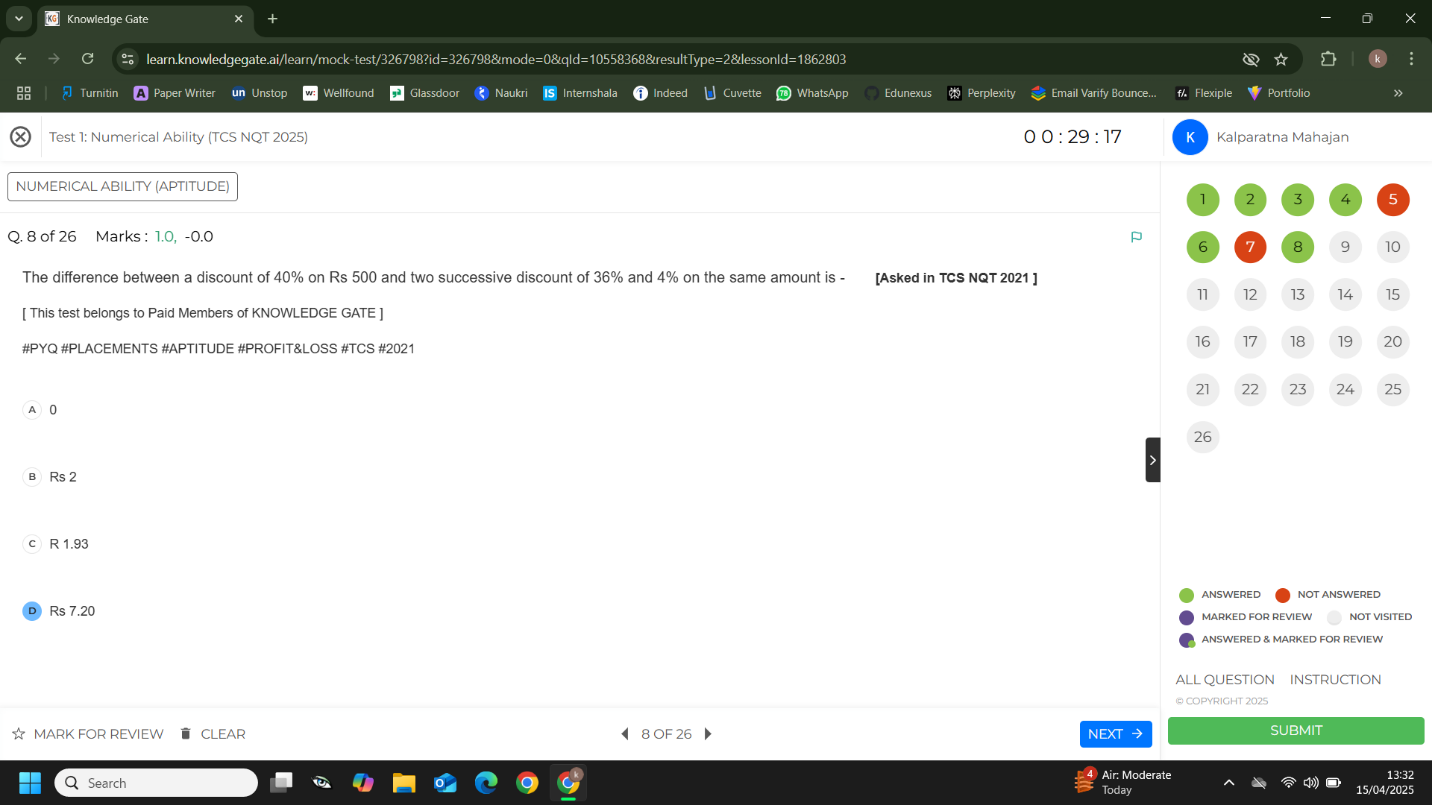 KG Knowledge Gate
learn.knowledgegate.ai/learn/mock-test/326798?id=326798&mode=0&qId=10558368&resultType=2&lessonId=1862803
k
Turnitin
A Paper Writer
un Unstop
w: Wellfound
Glassdoor
Naukri
IS Internshala
Indeed
Cuvette
78 WhatsApp
Edunexus
Perplexity
Email Varify Bounce...
Flexiple
Portfolio
Test 1: Numerical Ability (TCS NQT 2025)
0 0 : 29 : 17
K Kalparatna Mahajan
NUMERICAL ABILITY (APTITUDE)
Q. 8 of 26 Marks : 1.0, -0.0
The difference between a discount of 40% on Rs 500 and two successive discount of 36% and 4% on the same amount is - [Asked in TCS NQT 2021 ]
[ This test belongs to Paid Members of KNOWLEDGE GATE ]
#PYQ #PLACEMENTS #APTITUDE #PROFIT&LOSS #TCS #2021
A 0
B Rs 2
C R 1.93
D Rs 7.20
1 2 3 4 5
6 7 8 9 10
11 12 13 14 15
16 17 18 19 20
21 22 23 24 25
26
ANSWERED NOT ANSWERED
MARKED FOR REVIEW NOT VISITED
ANSWERED & MARKED FOR REVIEW
ALL QUESTION INSTRUCTION
© COPYRIGHT 2025
SUBMIT
MARK FOR REVIEW CLEAR
8 OF 26
NEXT
Search
k
4 Air: Moderate
Today
13:32
15/04/2025